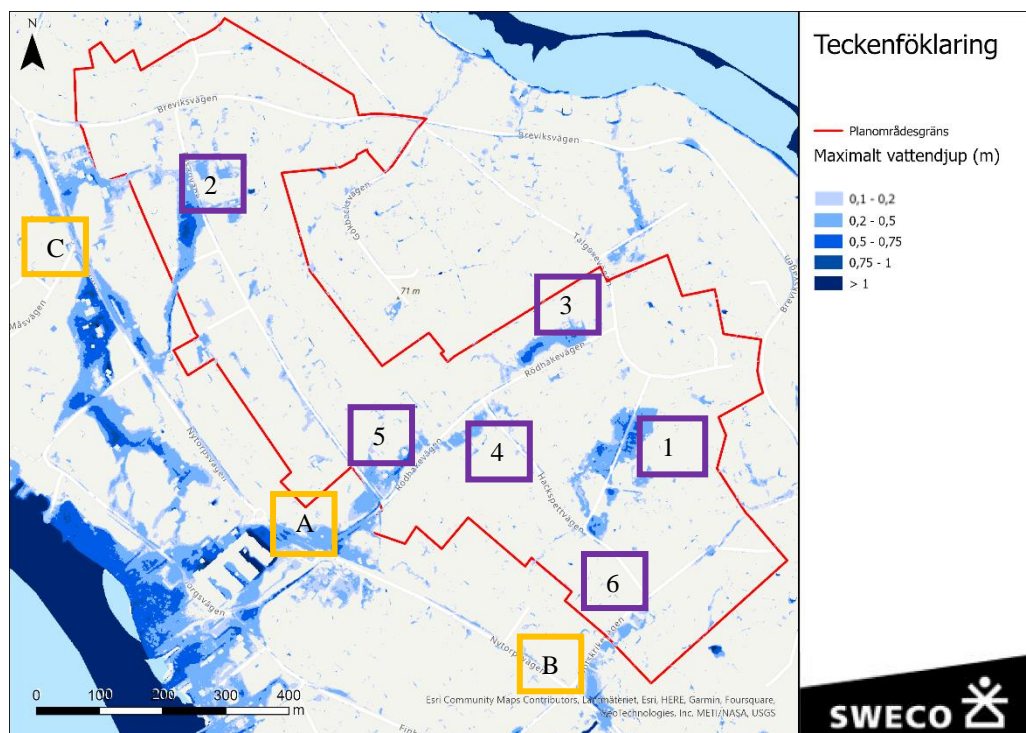 N
Teckenföklaring
Planområdesgräns
Maximalt vattendjup (m)
0,1 - 0,2
0,2 - 0,5
0,5 - 0,75
0,75 - 1
> 1
Breviksvägen
Breviksvägen
2
C
Måsvägen
Gökboetsvägen
71 m
Talgoxevägen
Breviksvägen
3
Rödhakevägen
5
4
1
Rödhakevägen
Nytorpsvägen
Hackspettvägen
A
6
B
Nytorpsvägen
0 100 200 300 400
m
Esri Community Maps Contributors, Lantmäteriet, Esri, HERE, Garmin, Foursquare,
GeoTechnologies, Inc, METI/NASA, USGS
SWECO